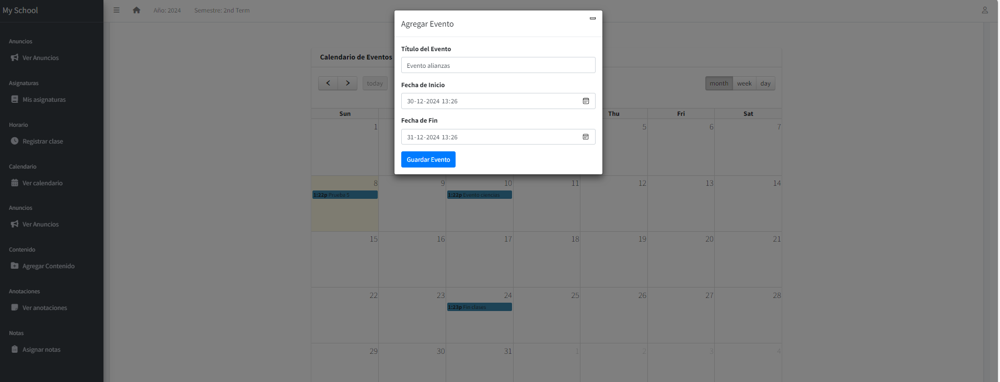 My School
Año: 2024 Semestre: 2nd Term
Anuncios
Ver Anuncios
Asignaturas
Mis asignaturas
Horario
Registrar clase
Calendario
Ver calendario
Anuncios
Ver Anuncios
Contenido
Agregar Contenido
Anotaciones
Ver anotaciones
Notas
Asignar notas
Agregar Evento
Título del Evento
Evento alianzas
Fecha de Inicio
30-12-2024 13:26
Fecha de Fin
31-12-2024 13:26
Guardar Evento
Calendario de Eventos
today
month week day
Sun Thu Fri Sat
1 5 6 7
8 9 10 11 12 13 14
1:22p Prueba 5 1:22p Evento ciencias
15 16 17 18 19 20 21
22 23 24 25 26 27 28
1:23p Fin clases
29 30 31 1 2 3 4